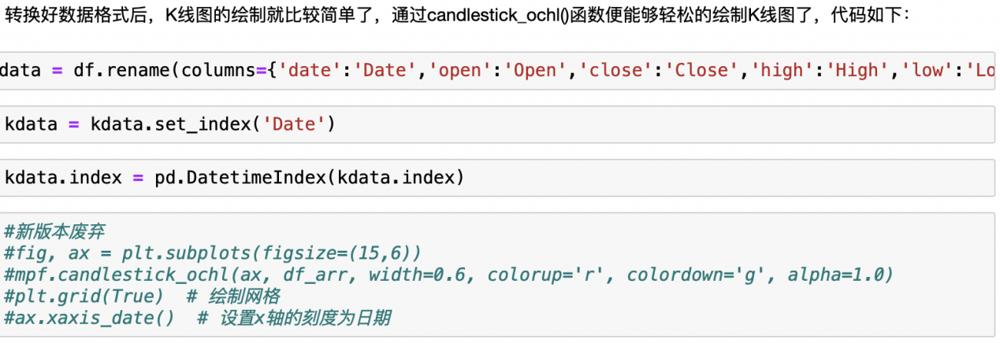 转换好数据格式后，K线图的绘制就比较简单了，通过candlestick_ochl()函数便能够轻松的绘制K线图了，代码如下：
data = df.rename(columns={'date':'Date','open':'Open','close':'Close','high':'High','low':'Lo
kdata = kdata.set_index('Date')
kdata.index = pd.DatetimeIndex(kdata.index)
#新版本废弃
#fig, ax = plt.subplots(figsize=(15,6))
#mpf.candlestick_ochl(ax, df_arr, width=0.6, colorup='r', colordown='g', alpha=1.0)
#plt.grid(True)  # 绘制网格
#ax.xaxis_date()  # 设置x轴的刻度为日期